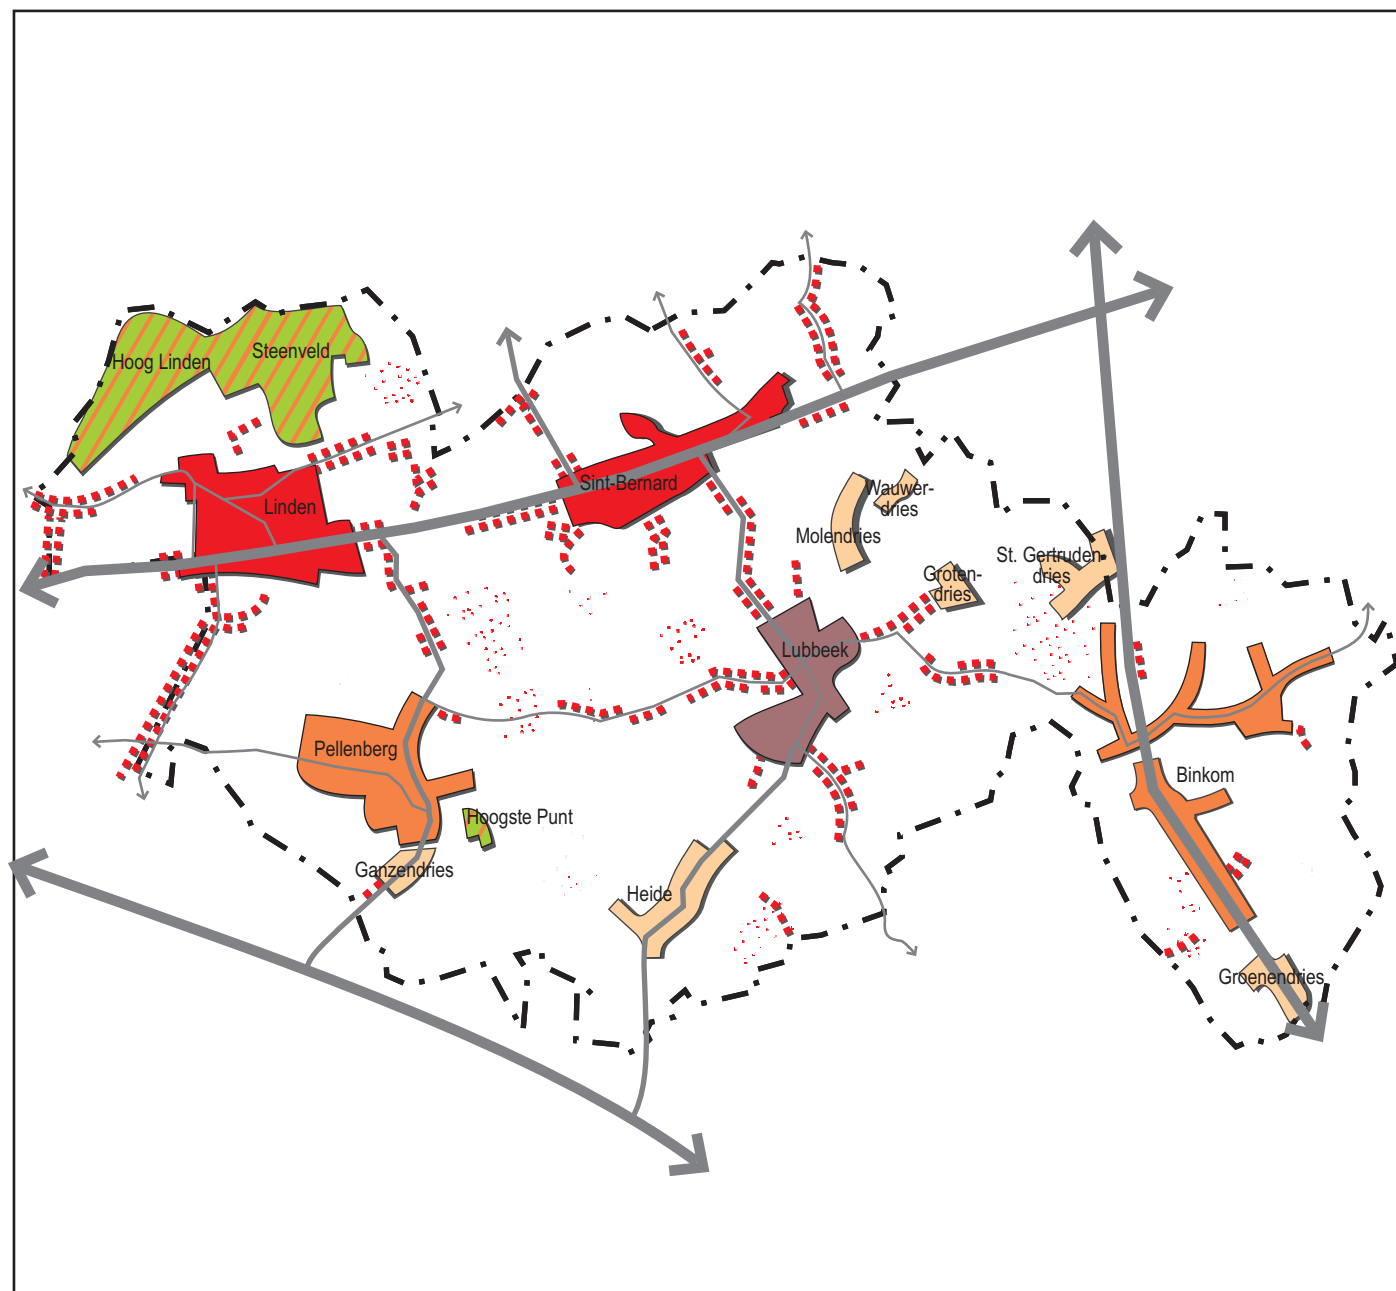 Steenveld
Hoog Linden
Linden
Sint-Bernard
Wauwer-
dries
Molendries
St. Gertruden-
dries
Groten-
dries
Lubbeek
Pellenberg
Binkom
Hoogste Punt
Ganzendries
Heide
Groenendries